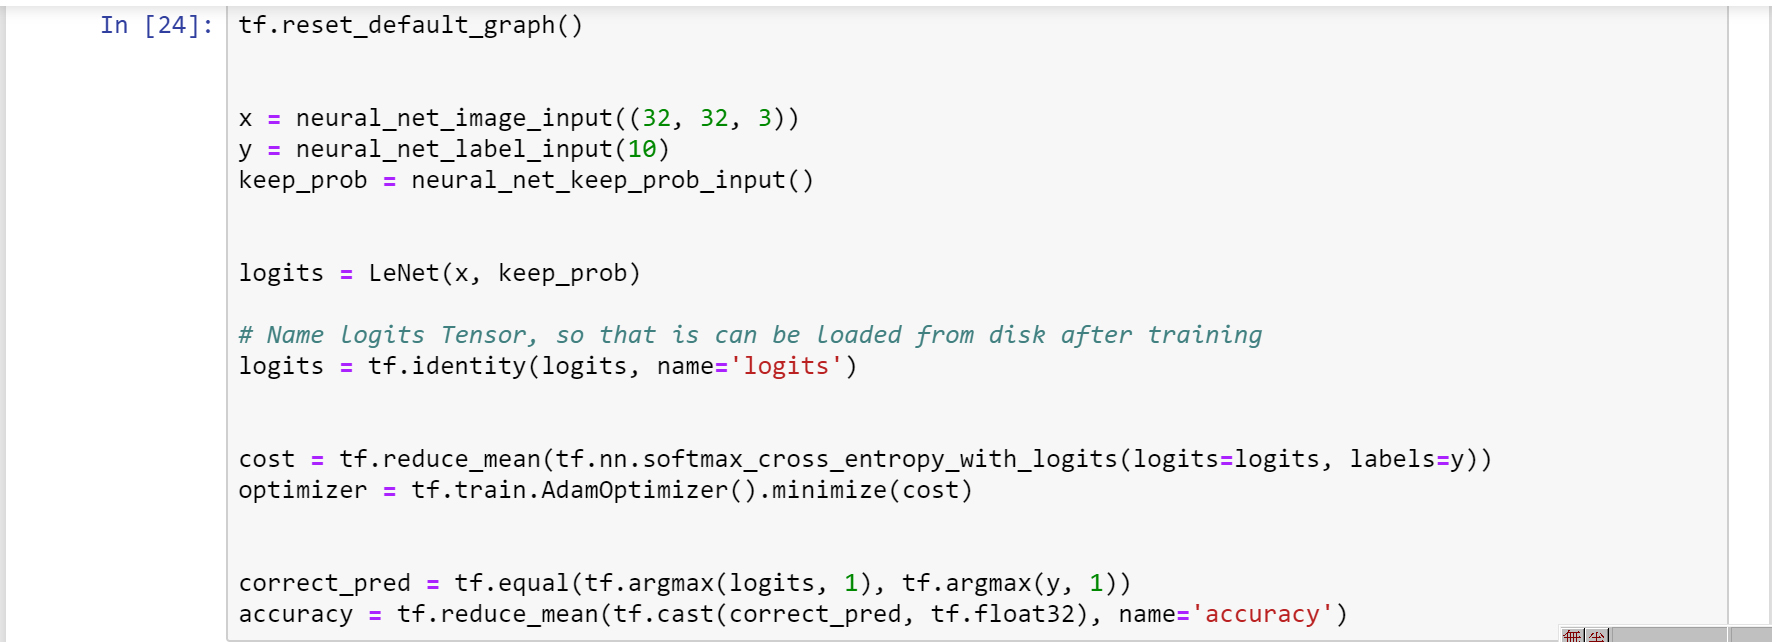 In [24]: tf.reset_default_graph()
x = neural_net_image_input((32, 32, 3))
y = neural_net_label_input(10)
keep_prob = neural_net_keep_prob_input()
logits = LeNet(x, keep_prob)
# Name logits Tensor, so that is can be loaded from disk after training
logits = tf.identity(logits, name='logits')
cost = tf.reduce_mean(tf.nn.softmax_cross_entropy_with_logits(logits=logits, labels=y))
optimizer = tf.train.AdamOptimizer().minimize(cost)
correct_pred = tf.equal(tf.argmax(logits, 1), tf.argmax(y, 1))
accuracy = tf.reduce_mean(tf.cast(correct_pred, tf.float32), name='accuracy')